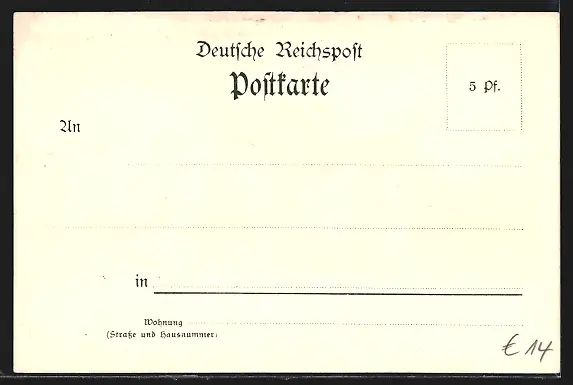 Deutsche Reichspost
Postkarte
5 Pf.
An
in
Wohnung
(Straße und Hausnummer)
€ 14